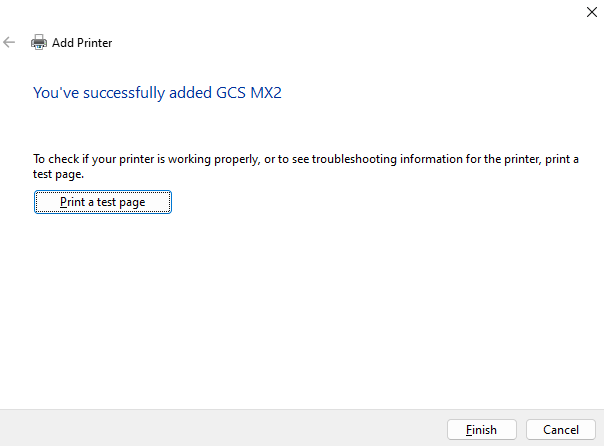 Add Printer
You've successfully added GCS MX2
To check if your printer is working properly, or to see troubleshooting information for the printer, print a
test page.
Print a test page
Finish
Cancel